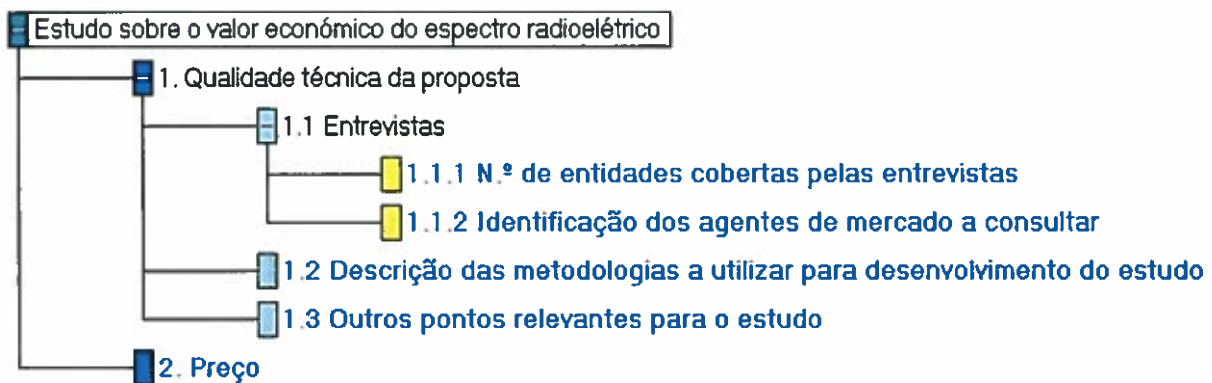 Estudo sobre o valor económico do espectro radioelétrico
1. Qualidade técnica da proposta
1.1 Entrevistas
1.1.1 N.º de entidades cobertas pelas entrevistas
1.1.2 Identificação dos agentes de mercado a consultar
1.2 Descrição das metodologias a utilizar para desenvolvimento do estudo
1.3 Outros pontos relevantes para o estudo
2. Preço